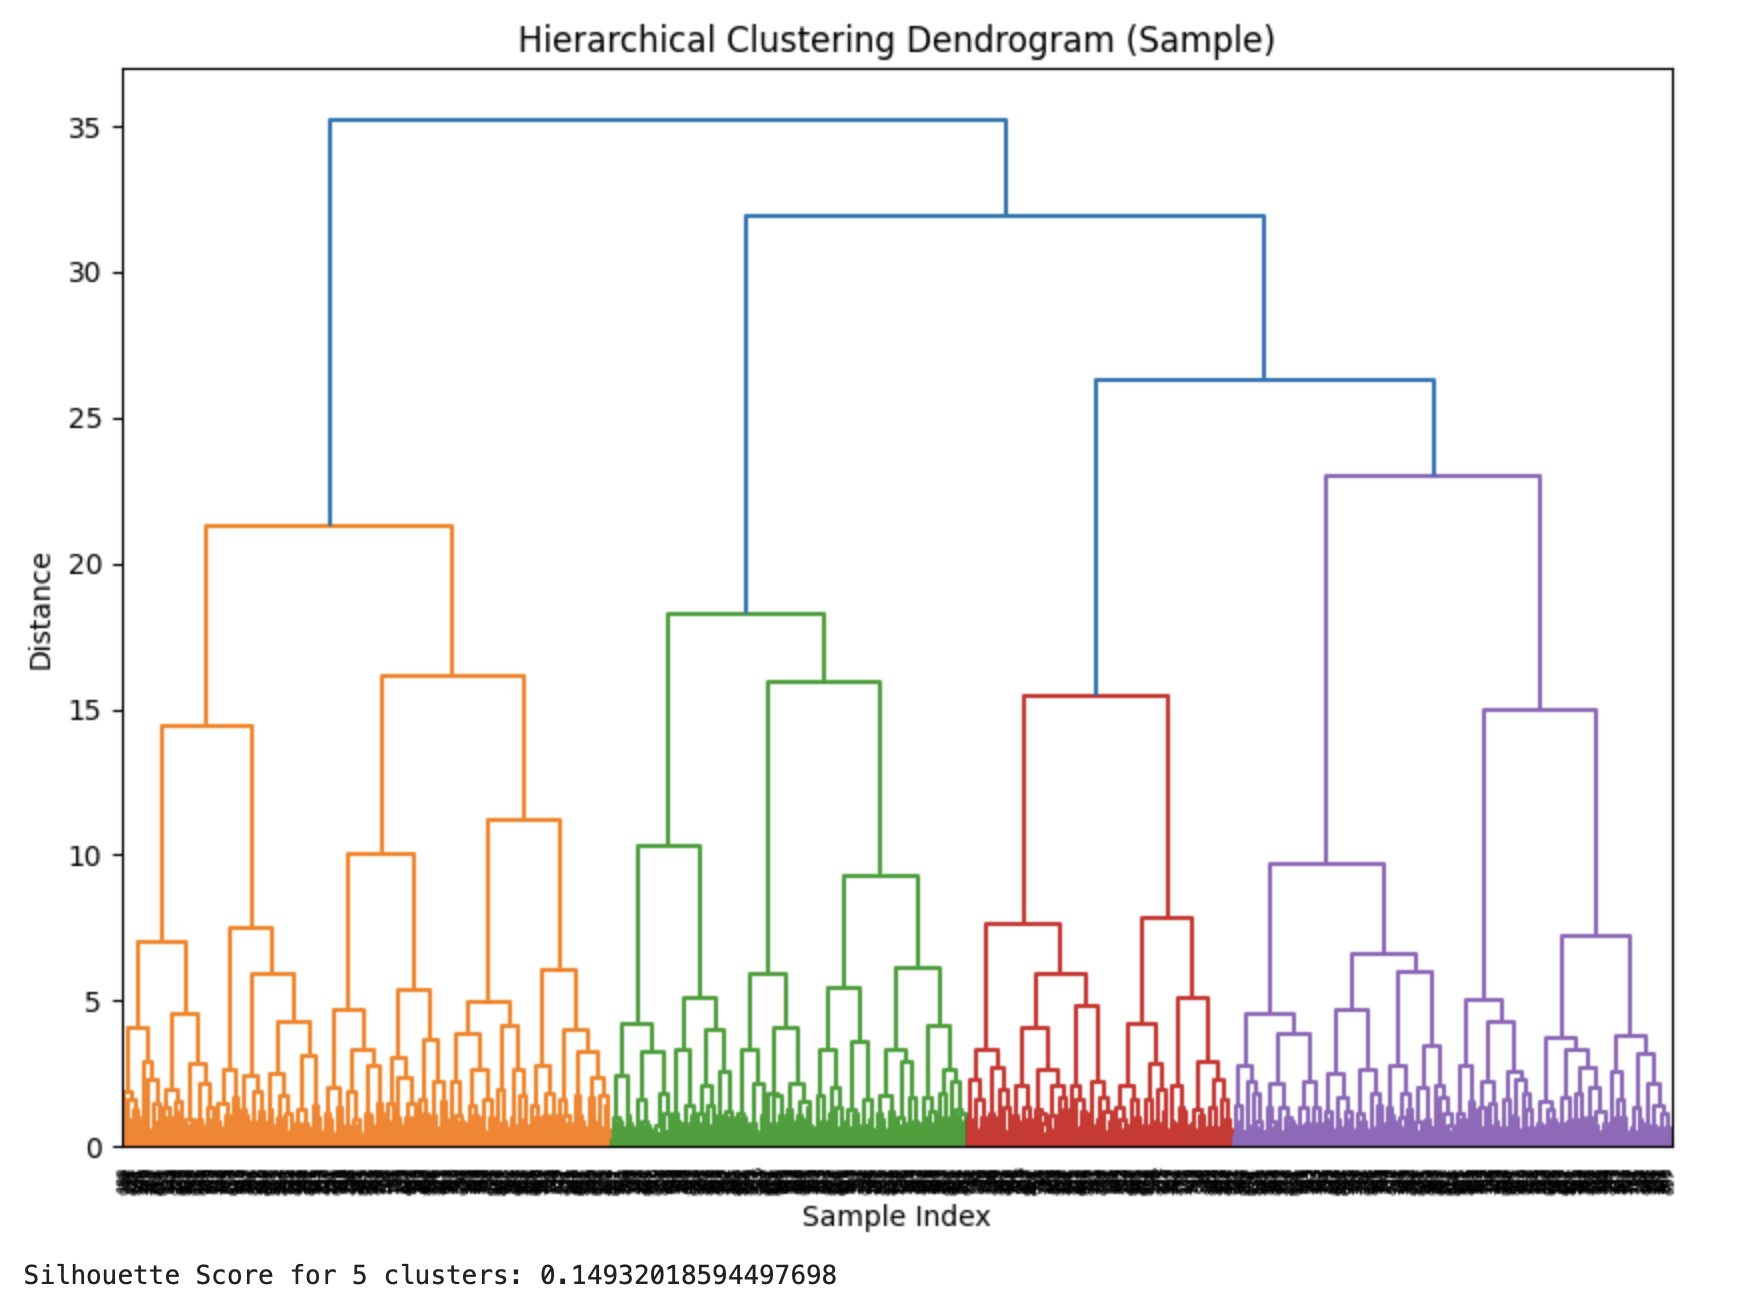 Hierarchical Clustering Dendrogram (Sample)
35
30
25
20
15
10
5
0
Distance
Sample Index
Silhouette Score for 5 clusters: 0.14932018594497698